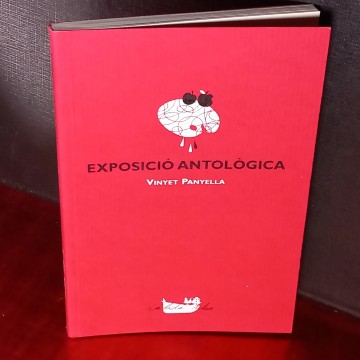 EXPOSICIÓ ANTOLÒGICA
VINYET PANYELLA